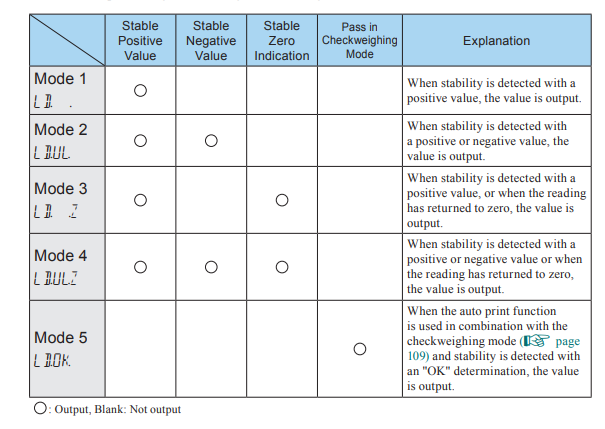 Stable Positive Value
Stable Negative Value
Stable Zero Indication
Pass in Checkweighing Mode
Explanation
Mode 1
When stability is detected with a
positive value, the value is output.
Mode 2
When stability is detected with
a positive or negative value, the
value is output.
Mode 3
When stability is detected with a
positive value, or when the reading
has returned to zero, the value is
output.
Mode 4
When stability is detected with a
positive or negative value or when
the reading has returned to zero,
the value is output.
Mode 5
When the auto print function
is used in combination with the
checkweighing mode (☞ page
109) and stability is detected with
an "OK" determination, the value
is output.
○: Output, Blank: Not output